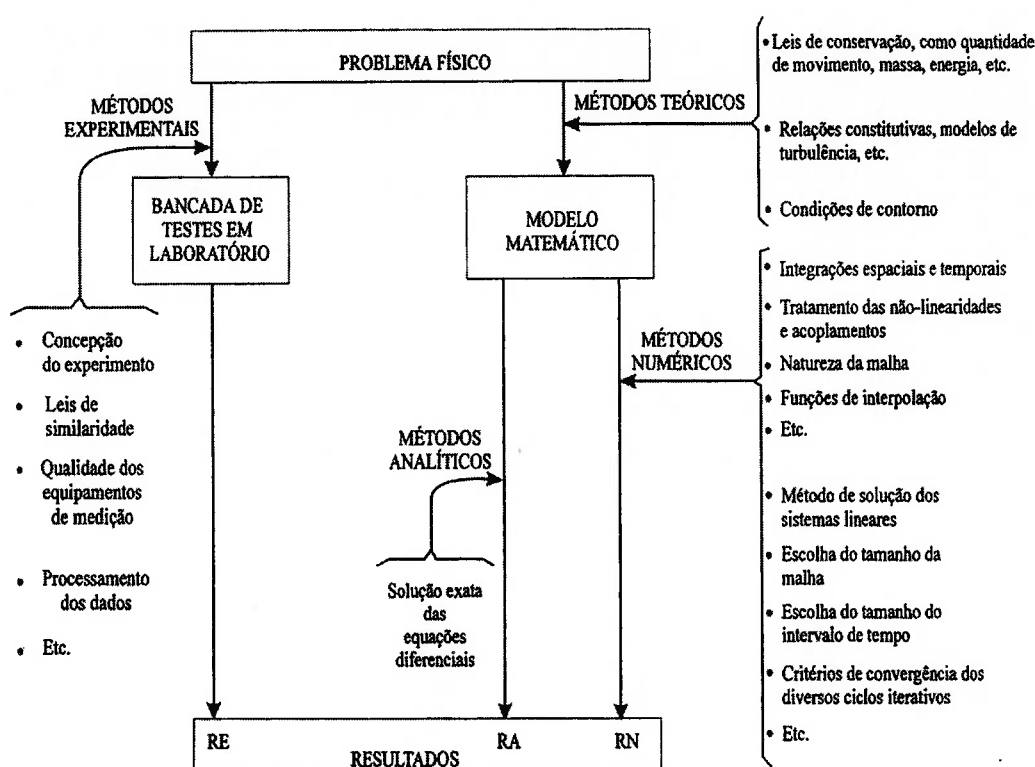 PROBLEMA FÍSICO
MÉTODOS
EXPERIMENTAIS
MÉTODOS TEÓRICOS
• Leis de conservação, como quantidade
de movimento, massa, energia, etc.
• Relações constitutivas, modelos de
turbulência, etc.
• Condições de contorno
BANCADA DE
TESTES EM
LABORATÓRIO
MODELO
MATEMÁTICO
• Concepção
do experimento
• Leis de
similaridade
• Qualidade dos
equipamentos
de medição
• Processamento
dos dados
• Etc.
MÉTODOS
NUMÉRICOS
• Integrações espaciais e temporais
• Tratamento das não-linearidades
e acoplamentos
• Natureza da malha
• Funções de interpolação
• Etc.
• Método de solução dos
sistemas lineares
• Escolha do tamanho da
malha
• Escolha do tamanho do
intervalo de tempo
• Critérios de convergência dos
diversos ciclos iterativos
• Etc.
MÉTODOS
ANALÍTICOS
Solução exata
das
equações
diferenciais
RE RA RN
RESULTADOS